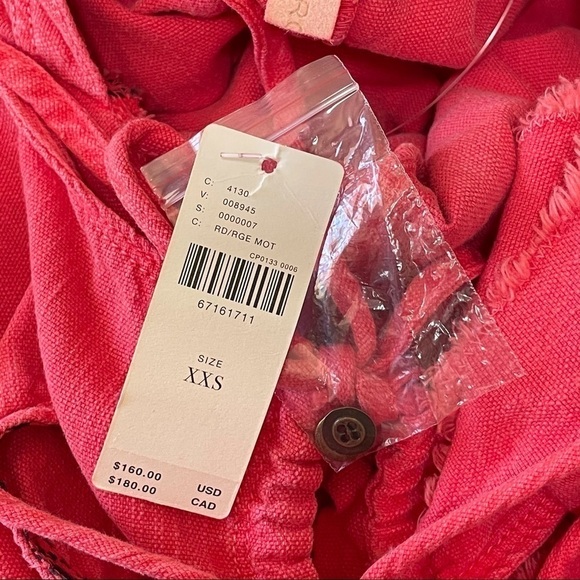 C: 4130
V: 008945
S: 0000007
C: RD/RGE MOT
CP0133 0006
67161711
SIZE
XXS
$160.00 USD
$180.00 CAD